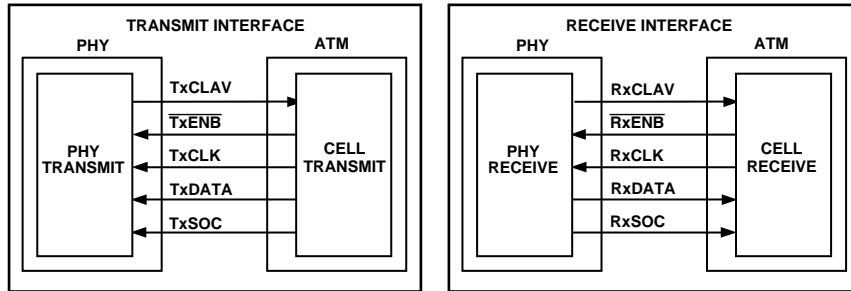 TRANSMIT INTERFACE
PHY
ATM
TxCLAV
TxENB
TxCLK
TxDATA
TxSOC
PHY
TRANSMIT
CELL
TRANSMIT
RECEIVE INTERFACE
PHY
ATM
RxCLAV
RxENB
RxCLK
RxDATA
RxSOC
PHY
RECEIVE
CELL
RECEIVE